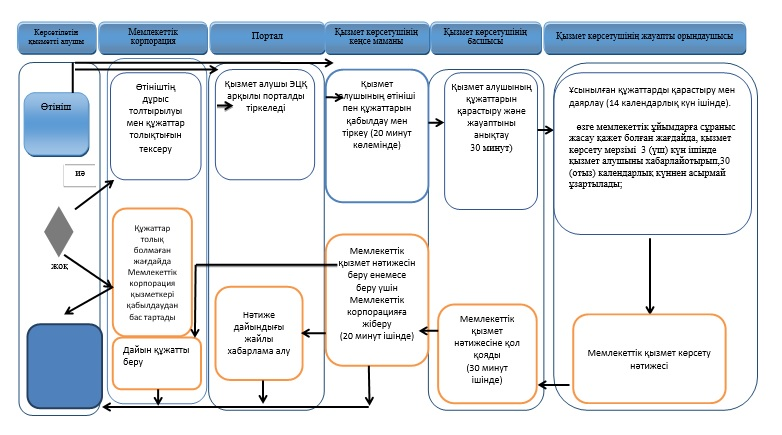 Көрсетілетін
қызметті алушы
Мемлекеттік
корпорация
Портал
Қызмет көрсетушінің
кеңсе маманы
Қызмет көрсетушінің
басшысы
Қызмет көрсетушінің жауапты орындаушысы
Өтініш
иә
жоқ
Өтініштің
дұрыс
толтырылуы
мен құжаттар
толықтығын
тексеру
Қызмет алушы ЭЦҚ
арқылы порталды
тіркеледі
Қызмет
алушының өтініші
пен құжаттарын
қабылдау мен
тіркеу (20 минут
көлемінде)
Қызмет алушының
құжаттарын
қарастыру және
жауаптыны
анықтау
30 минут)
Ұсынылған құжаттарды қарастыру мен
даярлау (14 календарлық күн ішінде).
өзге мемлекеттік ұйымдарға сұраныс
жасау қажет болған жағдайда, қызмет
көрсету мерзімі 3 (үш) күн ішінде
қызмет алушыны хабарлайотырып,30
(отыз) календарлық күннен асырмай
ұзартылады;
Құжаттар
толық
болмаған
жағдайда
Мемлекеттік
корпорация
қызметкері
қабылдаудан
бас тартады
Дайын құжатты
беру
Нәтиже
дайындығы
жайлы
хабарлама алу
Мемлекеттік
қызмет нәтижесін
беру енемесе
беру үшін
Мемлекеттік
корпорацияға
жіберу
(20 минут ішінде)
Мемлекеттік
қызмет
нәтижесіне қол
қояды
(30 минут
ішінде)
Мемлекеттік қызмет көрсету
нәтижесі